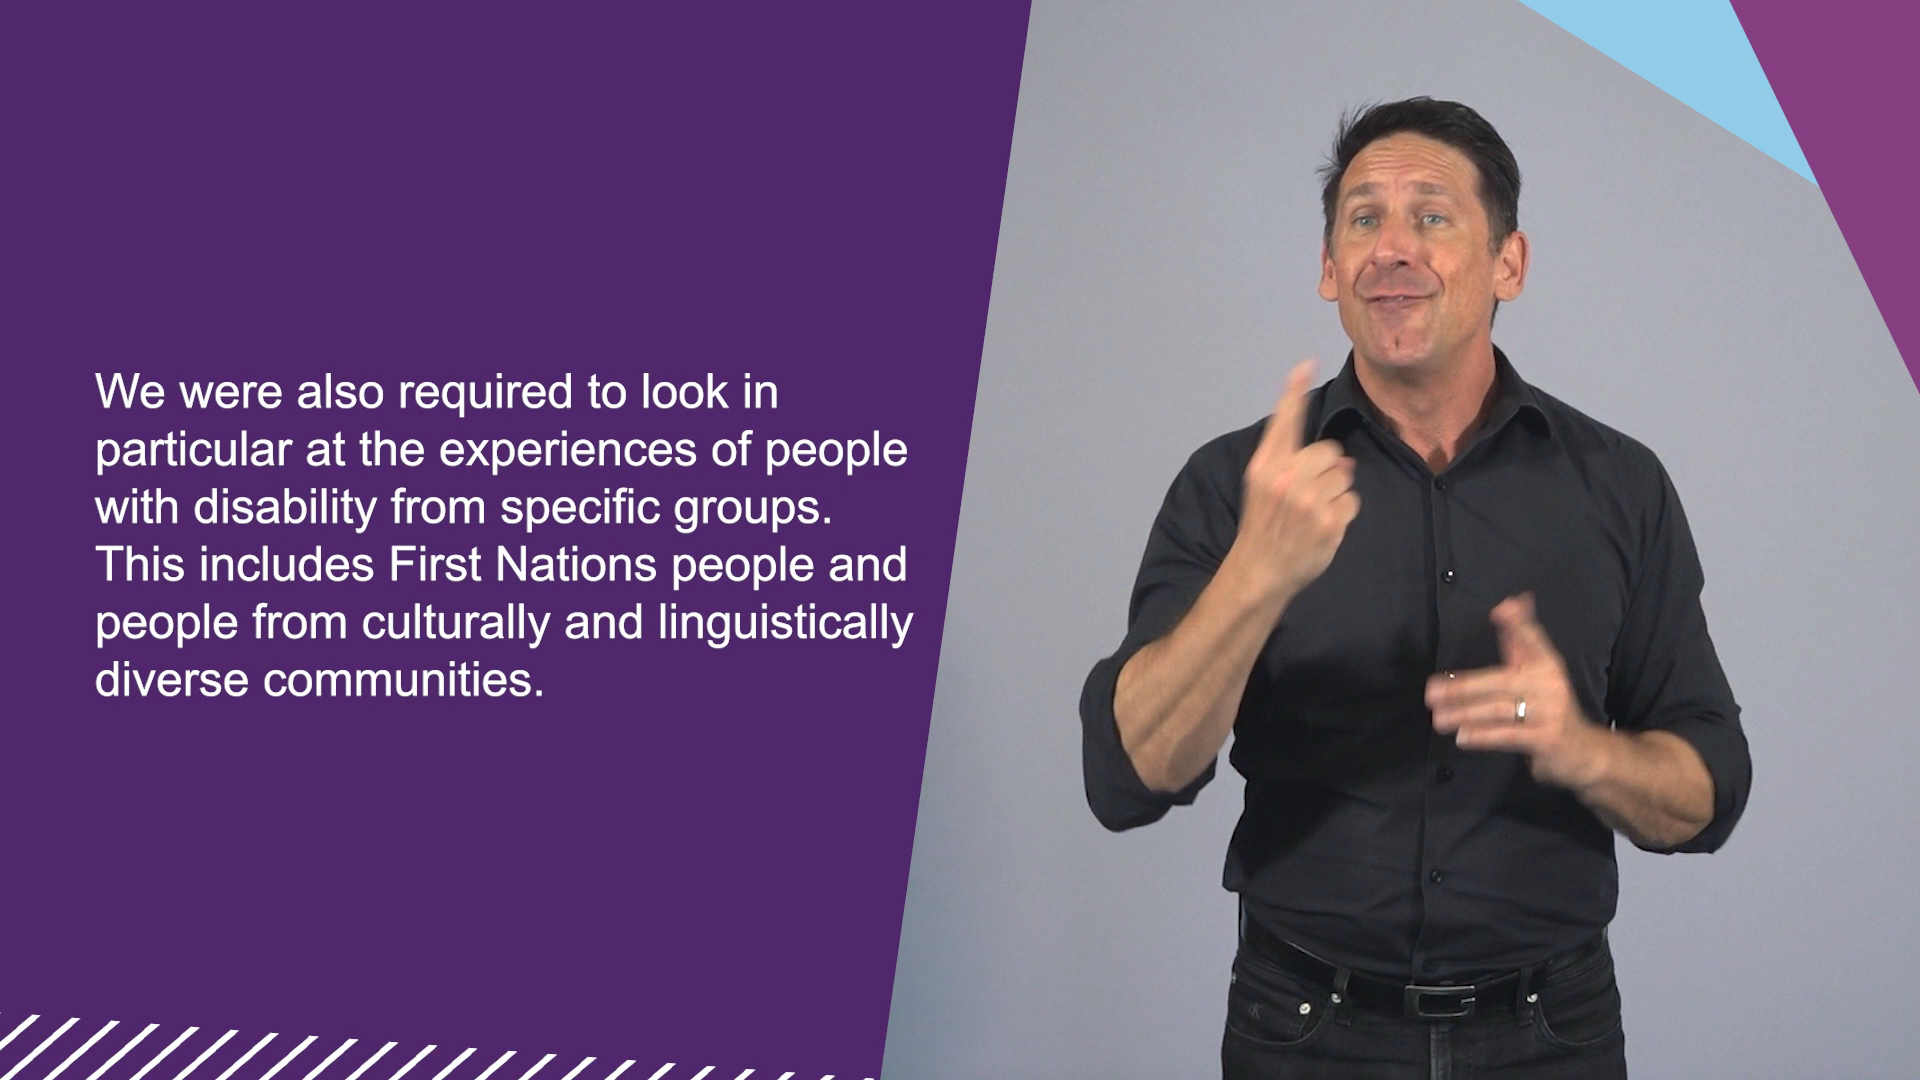 We were also required to look in
particular at the experiences of people
with disability from specific groups.
This includes First Nations people and
people from culturally and linguistically
diverse communities.